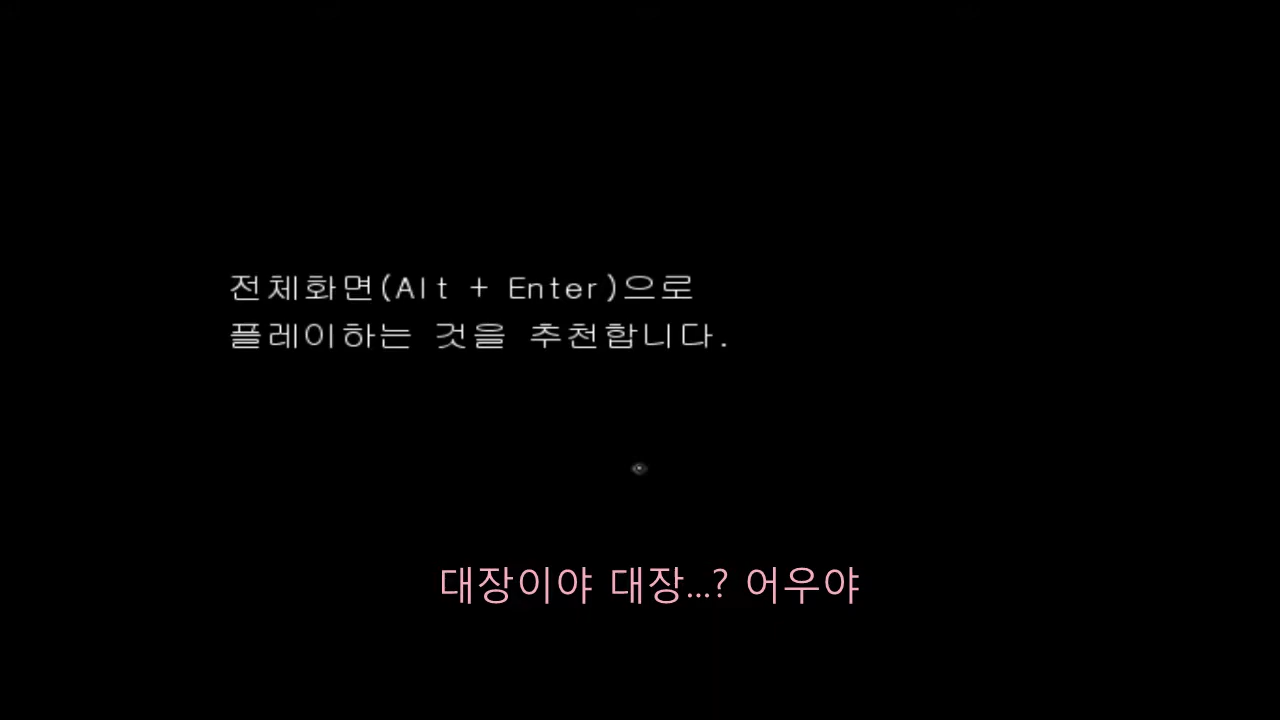 전체화면(Alt + Enter)으로
플레이하는 것을 추천합니다.
대장이야 대장...? 어우야